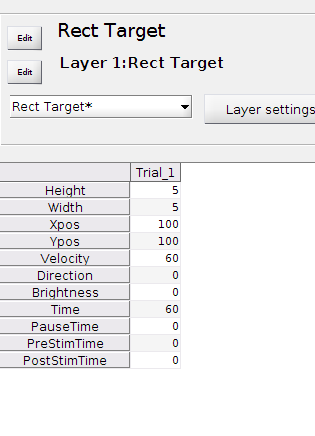 Edit Rect Target
Edit Layer 1:Rect Target
Rect Target* Layer settings
Trial_1
Height 5
Width 5
Xpos 100
Ypos 100
Velocity 60
Direction 0
Brightness 0
Time 60
PauseTime 0
PreStimTime 0
PostStimTime 0